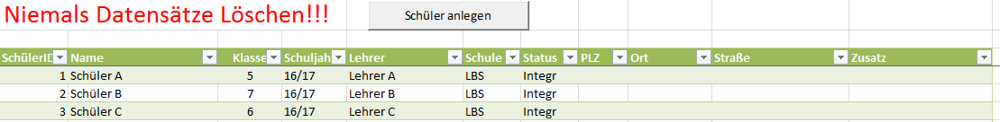 Niemals Datensätze Löschen!!! Schüler anlegen
SchülerID Name Klasse Schuljah Lehrer Schule Status PLZ Ort Straße Zusatz
1 Schüler A 5 16/17 Lehrer A LBS Integr
2 Schüler B 7 16/17 Lehrer B LBS Integr
3 Schüler C 6 16/17 Lehrer C LBS Integr